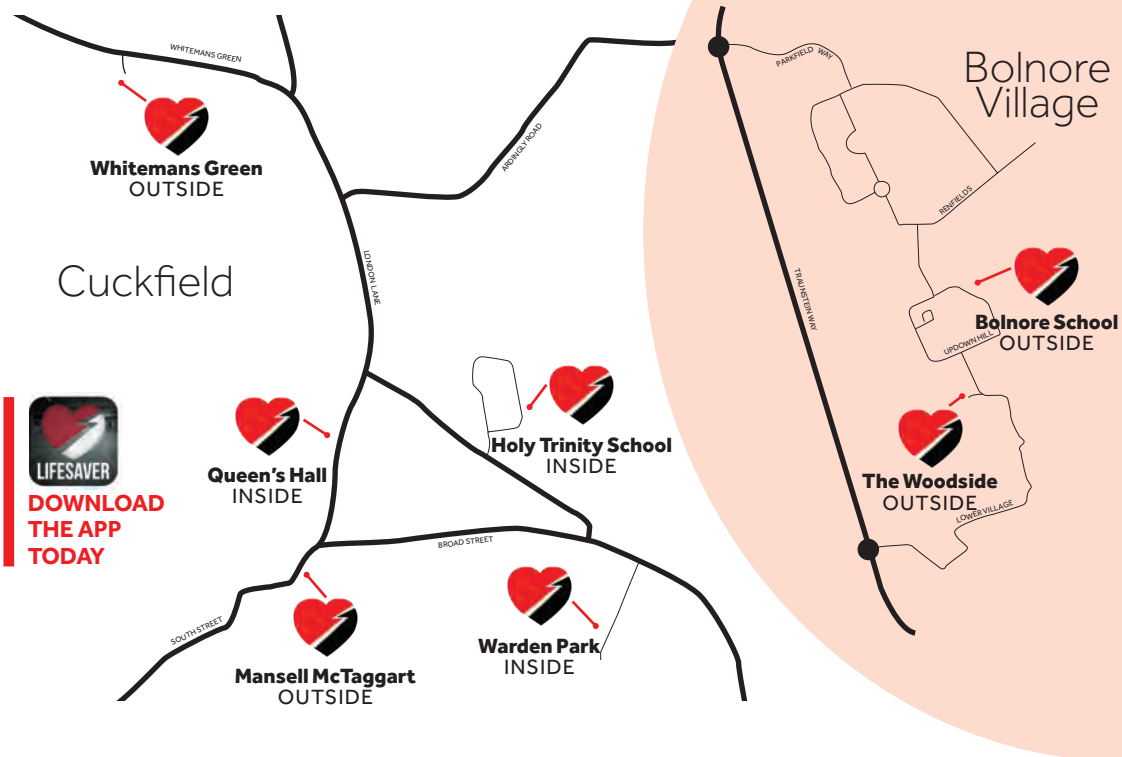 WHITEMANS GREEN
PARKFIELD WAY
Bolnore
Village
Whitemans Green
OUTSIDE
ARDINGLY ROAD
RENFIELDS
Cuckfield
LONDON LANE
TRAUNSTEIN WAY
Bolnore School
OUTSIDE
UPDOWN HILL
LIFESAVER
DOWNLOAD
THE APP
TODAY
Queen's Hall
INSIDE
Holy Trinity School
INSIDE
The Woodside
OUTSIDE
LOWER VILLAGE
BROAD STREET
SOUTH STREET
Mansell McTaggart
OUTSIDE
Warden Park
INSIDE